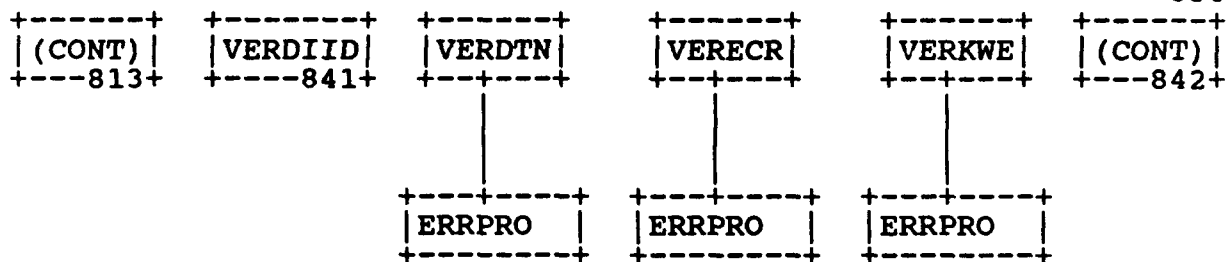 +------+ +-------+ +------+ +------+ +------+ +------+
|(CONT)| |VERDIID| |VERDTN| |VERECR| |VERKWE| |(CONT)|
+---813+ +----841+ +--+---+ +--+---+ +--+---+ +---842+
+---+-----+ +---+-----+ +---+-----+
|ERRPRO | |ERRPRO | |ERRPRO |
+---------+ +---------+ +---------+